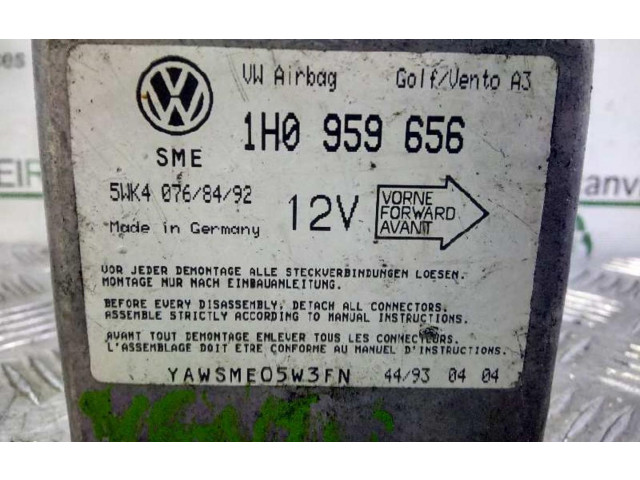 VW Airbag Golf/Vento A3
1H0 959 656
SME
5WK4 076/84/92
12V
VORNE
FORWARD
AVANT
Made in Germany
VOR JEDER DEMONTAGE ALLE STECKVERBINDUNGEN LOESEN.
MONTAGE NUR NACH EINBAUANLEITUNG.
BEFORE EVERY DISASSEMBLY, DETACH ALL CONNECTORS.
ASSEMBLE STRICTLY ACCORDING TO MANUAL INSTRUCTIONS.
AVANT TOUT DEMONTAGE ENLEVER TOUS LES CONNECTEURS.
L'ASSEMBLAGE DOIT ETRE CONFORME AU MANUEL D'INSTRUCTIONS.
YAWSME05W3FN 44/93 04 04